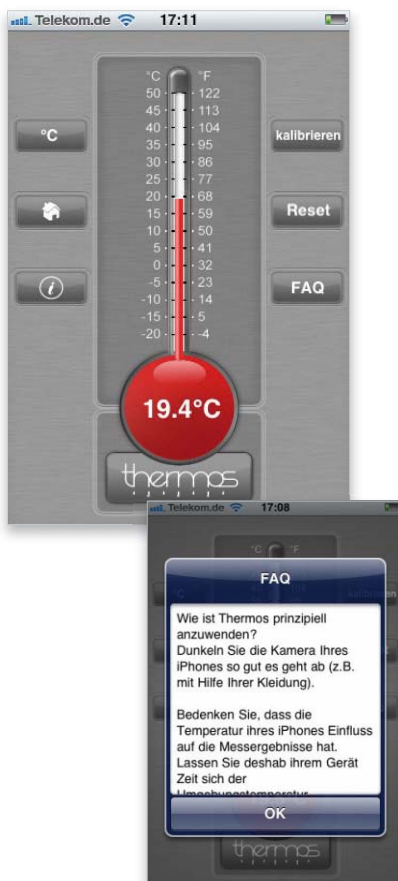 Telekom.de 17:11
°C °F
50 122
45 113
40 104
35 95
30 86
25 77
20 68
15 59
10 50
5 41
0 32
-5 23
-10 14
-15 5
-20 -4
°C
kalibrieren
Reset
FAQ
19.4°C
thermos
Telekom.de 17:08
°C °F
°C
kalibrieren
FAQ
Wie ist Thermos prinzipiell
anzuwenden?
Dunkeln Sie die Kamera Ihres
iPhones so gut es geht ab (z.B.
mit Hilfe Ihrer Kleidung).
Bedenken Sie, dass die
Temperatur ihres iPhones Einfluss
auf die Messergebnisse hat.
Lassen Sie deshab ihrem Gerät
Zeit sich der
Umgebungstemperatur
OK
thermos